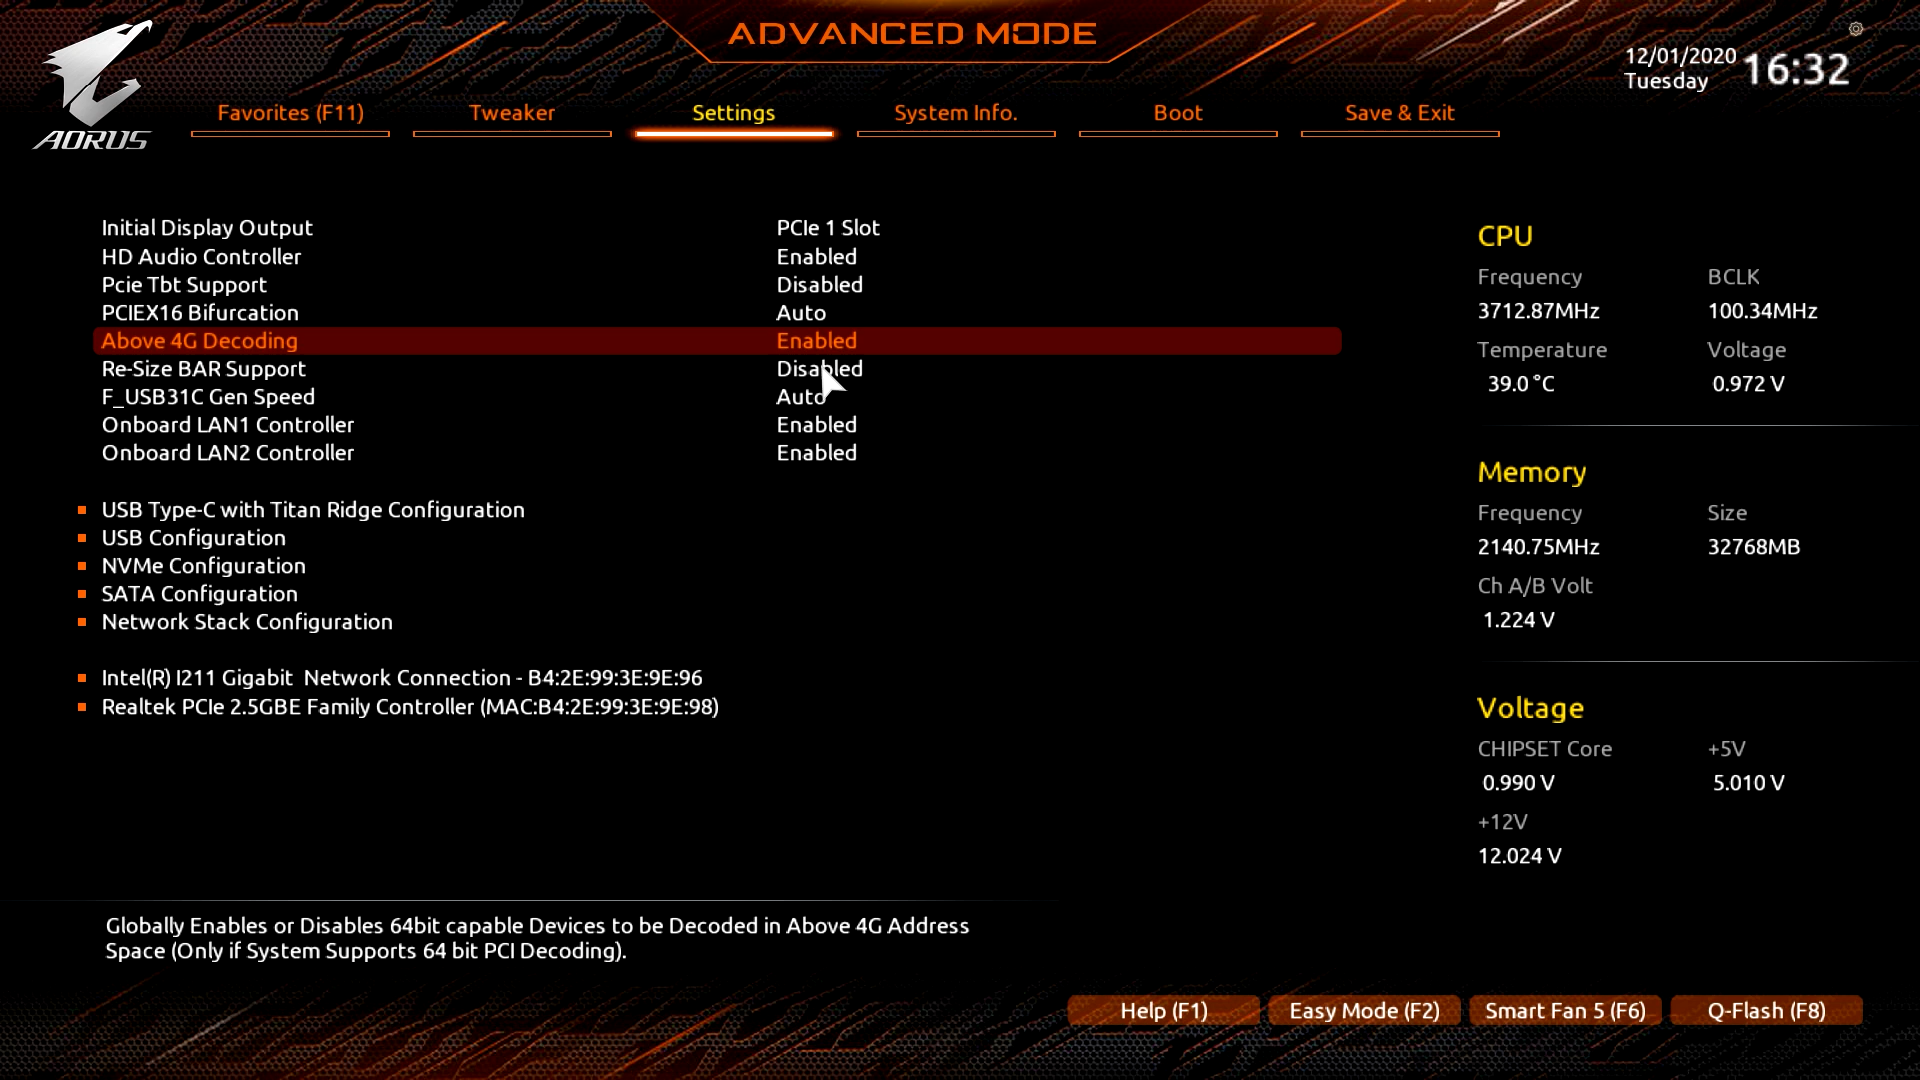 ADVANCED MODE
12/01/2020
Tuesday
16:32
AORUS
Favorites (F11)
Tweaker
Settings
System Info.
Boot
Save & Exit
Initial Display Output PCIe 1 Slot
HD Audio Controller Enabled
Pcie Tbt Support Disabled
PCIEX16 Bifurcation Auto
Above 4G Decoding Enabled
Re-Size BAR Support Disabled
F_USB31C Gen Speed Auto
Onboard LAN1 Controller Enabled
Onboard LAN2 Controller Enabled
USB Type-C with Titan Ridge Configuration
USB Configuration
NVMe Configuration
SATA Configuration
Network Stack Configuration
Intel(R) I211 Gigabit  Network Connection - B4:2E:99:3E:9E:96
Realtek PCIe 2.5GBE Family Controller (MAC:B4:2E:99:3E:9E:98)
CPU
Frequency BCLK
3712.87MHz 100.34MHz
Temperature Voltage
39.0 °C 0.972 V
Memory
Frequency Size
2140.75MHz 32768MB
Ch A/B Volt
1.224 V
Voltage
CHIPSET Core +5V
0.990 V 5.010 V
+12V
12.024 V
Globally Enables or Disables 64bit capable Devices to be Decoded in Above 4G Address
Space (Only if System Supports 64 bit PCI Decoding).
Help (F1)
Easy Mode (F2)
Smart Fan 5 (F6)
Q-Flash (F8)